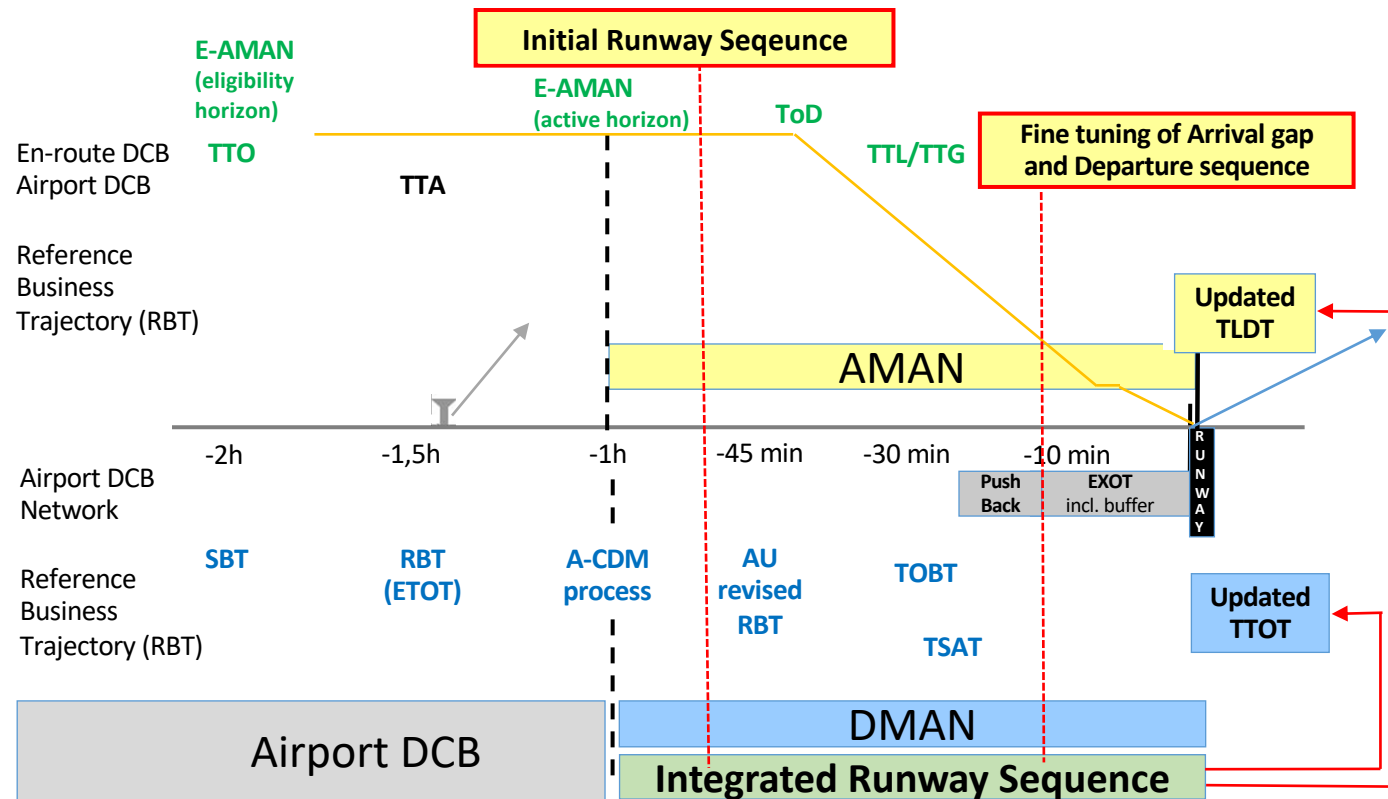 Initial Runway Seqeunce
E-AMAN
(eligibility
horizon)
E-AMAN
(active horizon)
ToD
Fine tuning of Arrival gap
and Departure sequence
En-route DCB
Airport DCB
TTO
TTA
TTL/TTG
Reference
Business
Trajectory (RBT)
Updated
TLDT
AMAN
-2h
-1,5h
-1h
-45 min
-30 min
-10 min
RUNWAY
Airport DCB
Network
Push
Back
EXOT
incl. buffer
SBT
RBT
(ETOT)
A-CDM
process
AU
revised
RBT
TOBT
TSAT
Reference
Business
Trajectory (RBT)
Updated
TTOT
Airport DCB
DMAN
Integrated Runway Sequence